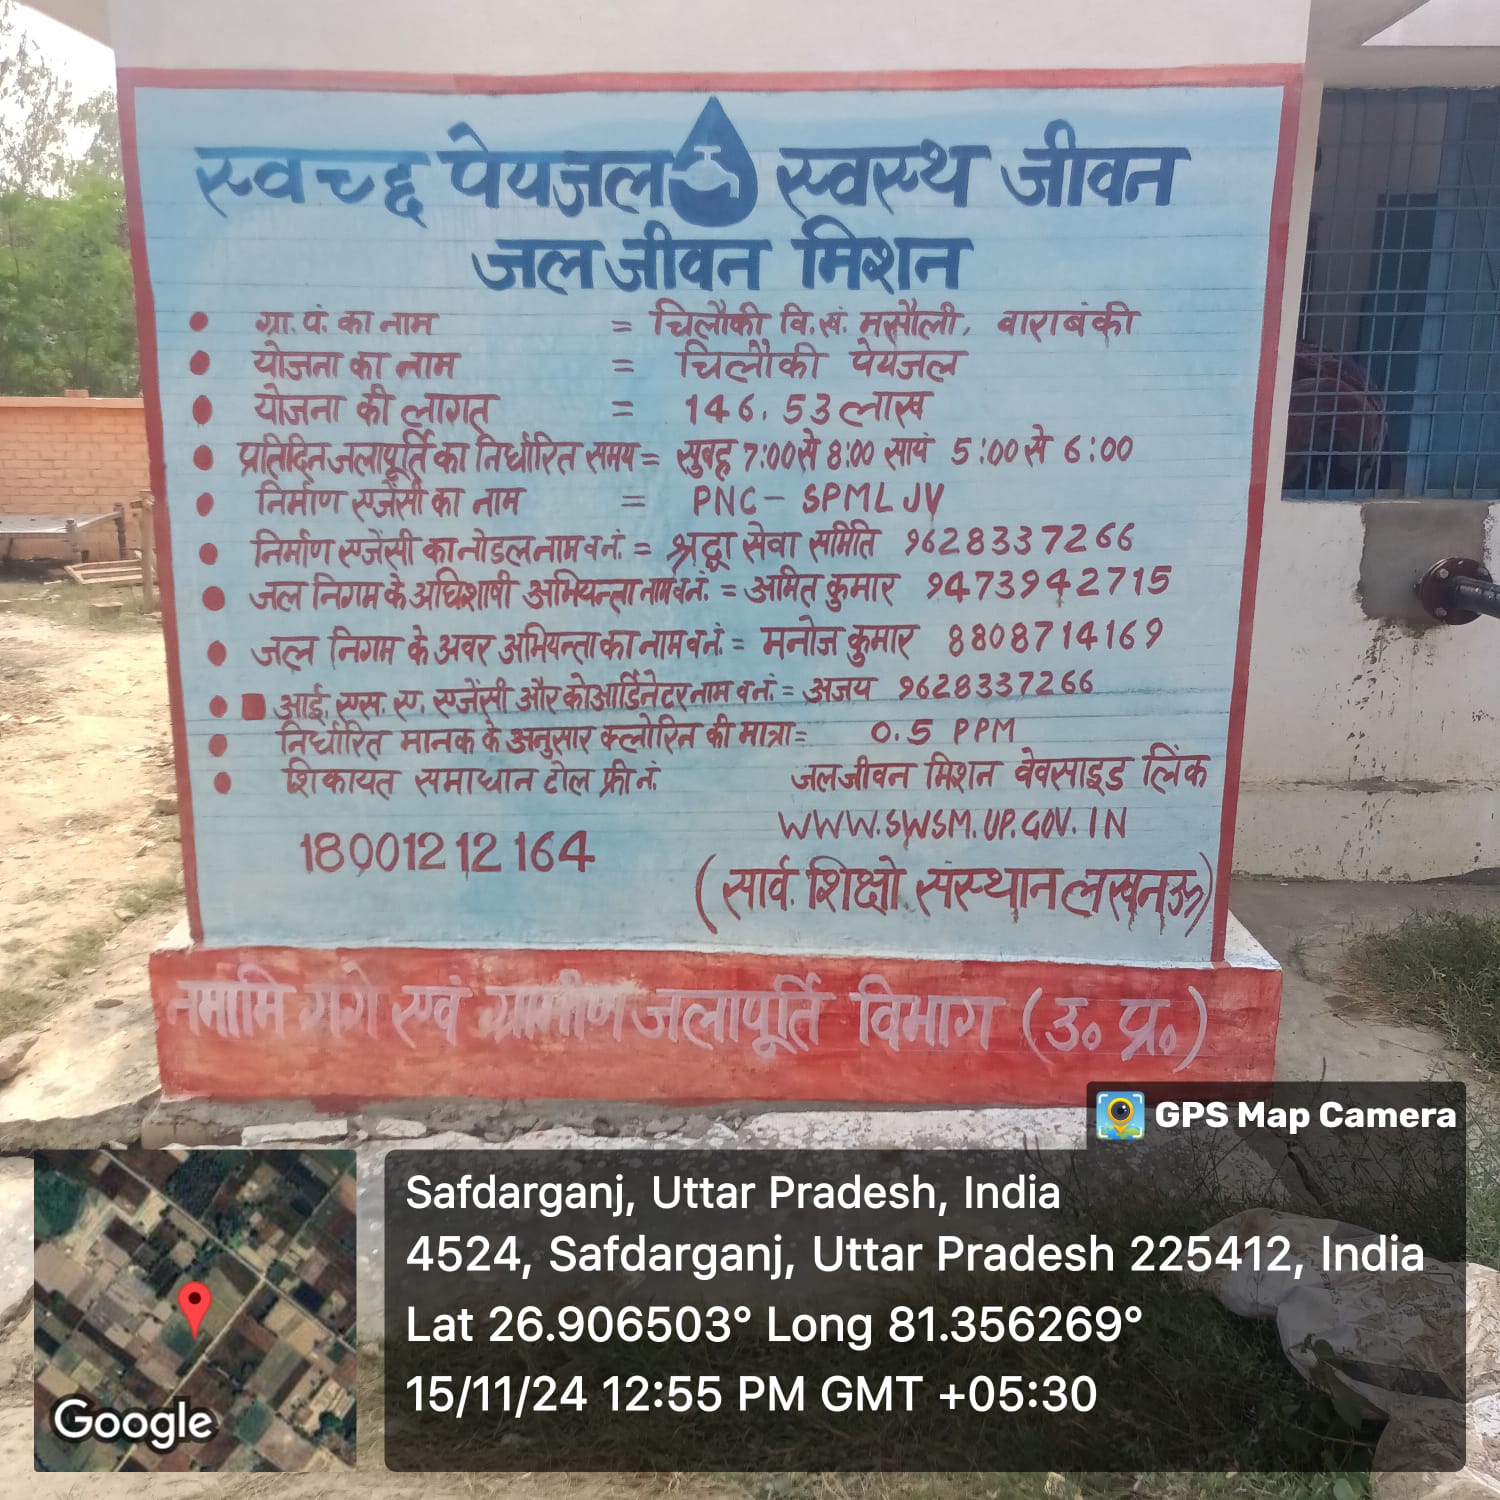 स्वच्छ पेयजल स्वस्थ जीवन
जल जीवन मिशन
• ग्रा. पं. का नाम = चिलौकी वि. खं. मसौली, बाराबंकी
• योजना का नाम = चिलौकी पेयजल
• योजना की लागत = 146.53 लाख
• प्रतिदिन जलापूर्ति का निर्धारित समय = सुबह 7:00 से 8:00 सायं 5:00 से 6:00
• निर्माण एजेंसी का नाम = PNC - SPML JV
• निर्माण एजेंसी का नोडल नाम व नं. = श्रद्धा सेवा समिति 9628337266
• जल निगम के अधिशाषी अभियन्ता नाम व नं. = अमित कुमार 9473942715
• जल निगम के अवर अभियन्ता का नाम व नं. = मनोज कुमार 8808714169
• आई. एस. ए. एजेंसी और कोआर्डिनेटर नाम व नं. = अजय 9628337266
• निर्धारित मानक के अनुसार क्लोरिन की मात्रा = 0.5 PPM
• शिकायत समाधान टोल फ्री नं. जल जीवन मिशन वेवसाइड लिंक
18001212164 WWW.SWSM.UP.GOV.IN
(सार्व. शिक्षो संस्थान लखनऊ)
नमामि गंगे एवं ग्रामीण जलापूर्ति विभाग (उ० प्र०)
GPS Map Camera
Safdarganj, Uttar Pradesh, India
4524, Safdarganj, Uttar Pradesh 225412, India
Lat 26.906503° Long 81.356269°
15/11/24 12:55 PM GMT +05:30
Google